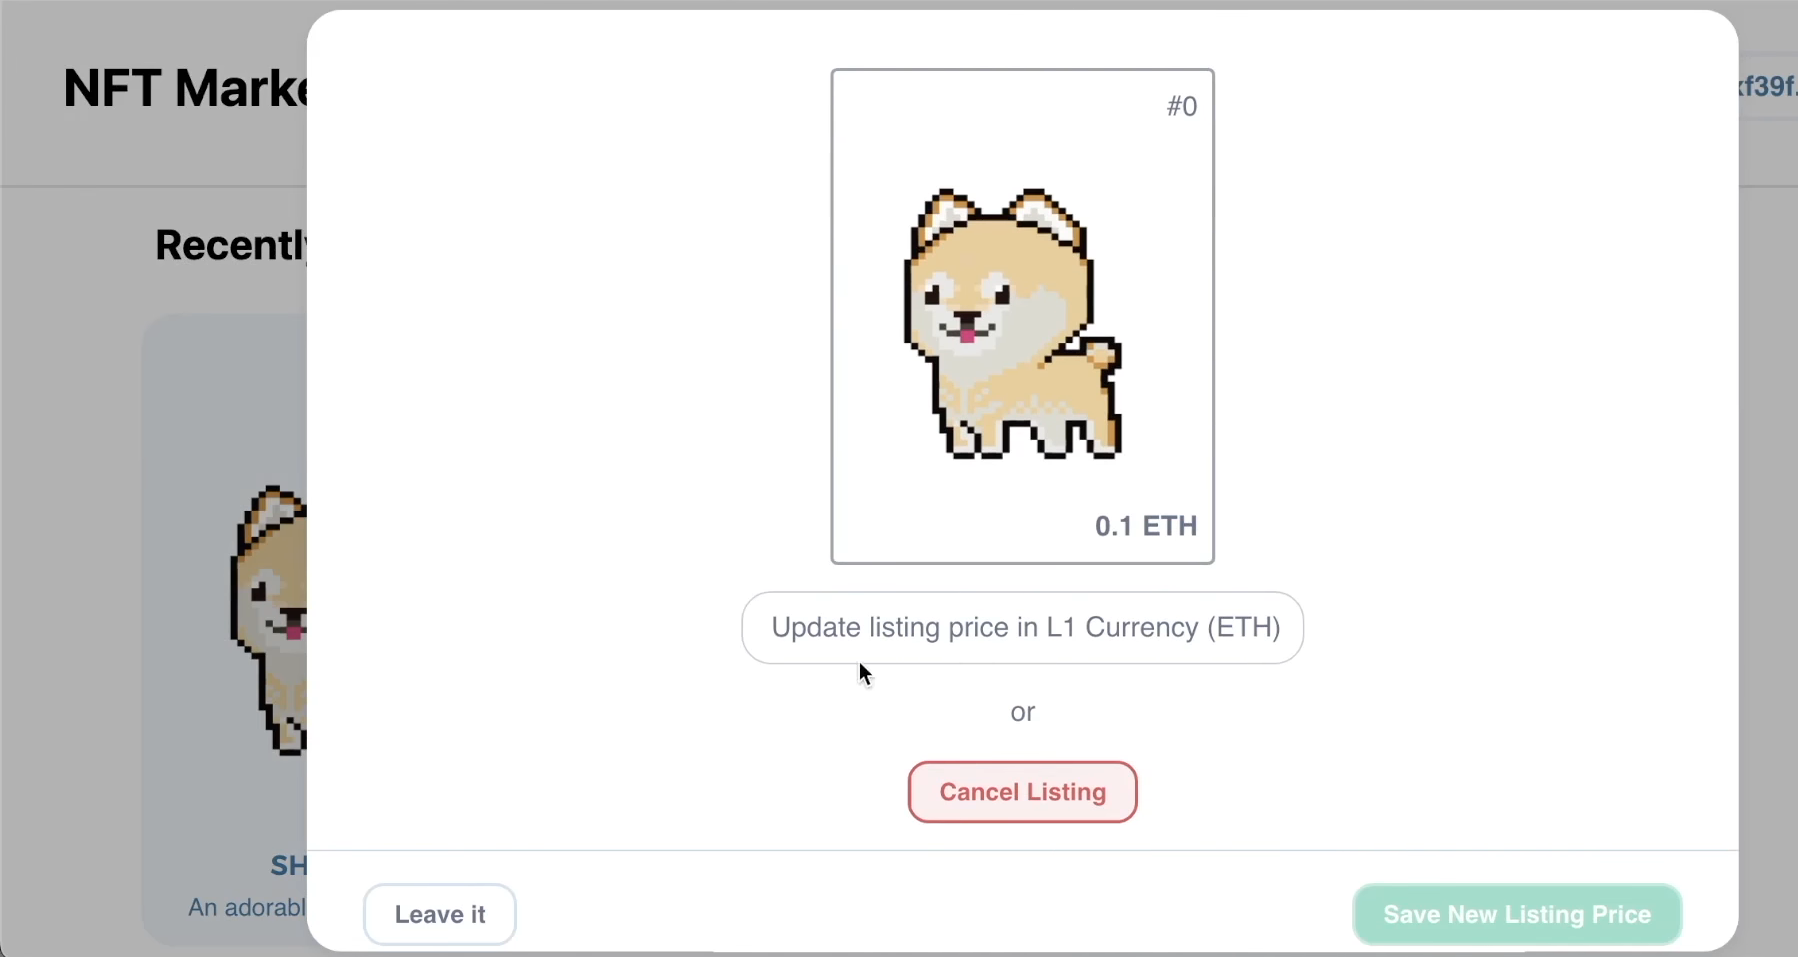 NFT Marke
xf39f.
Recently
#0
0.1 ETH
Update listing price in L1 Currency (ETH)
or
Cancel Listing
SH
An adorabl
Leave it
Save New Listing Price